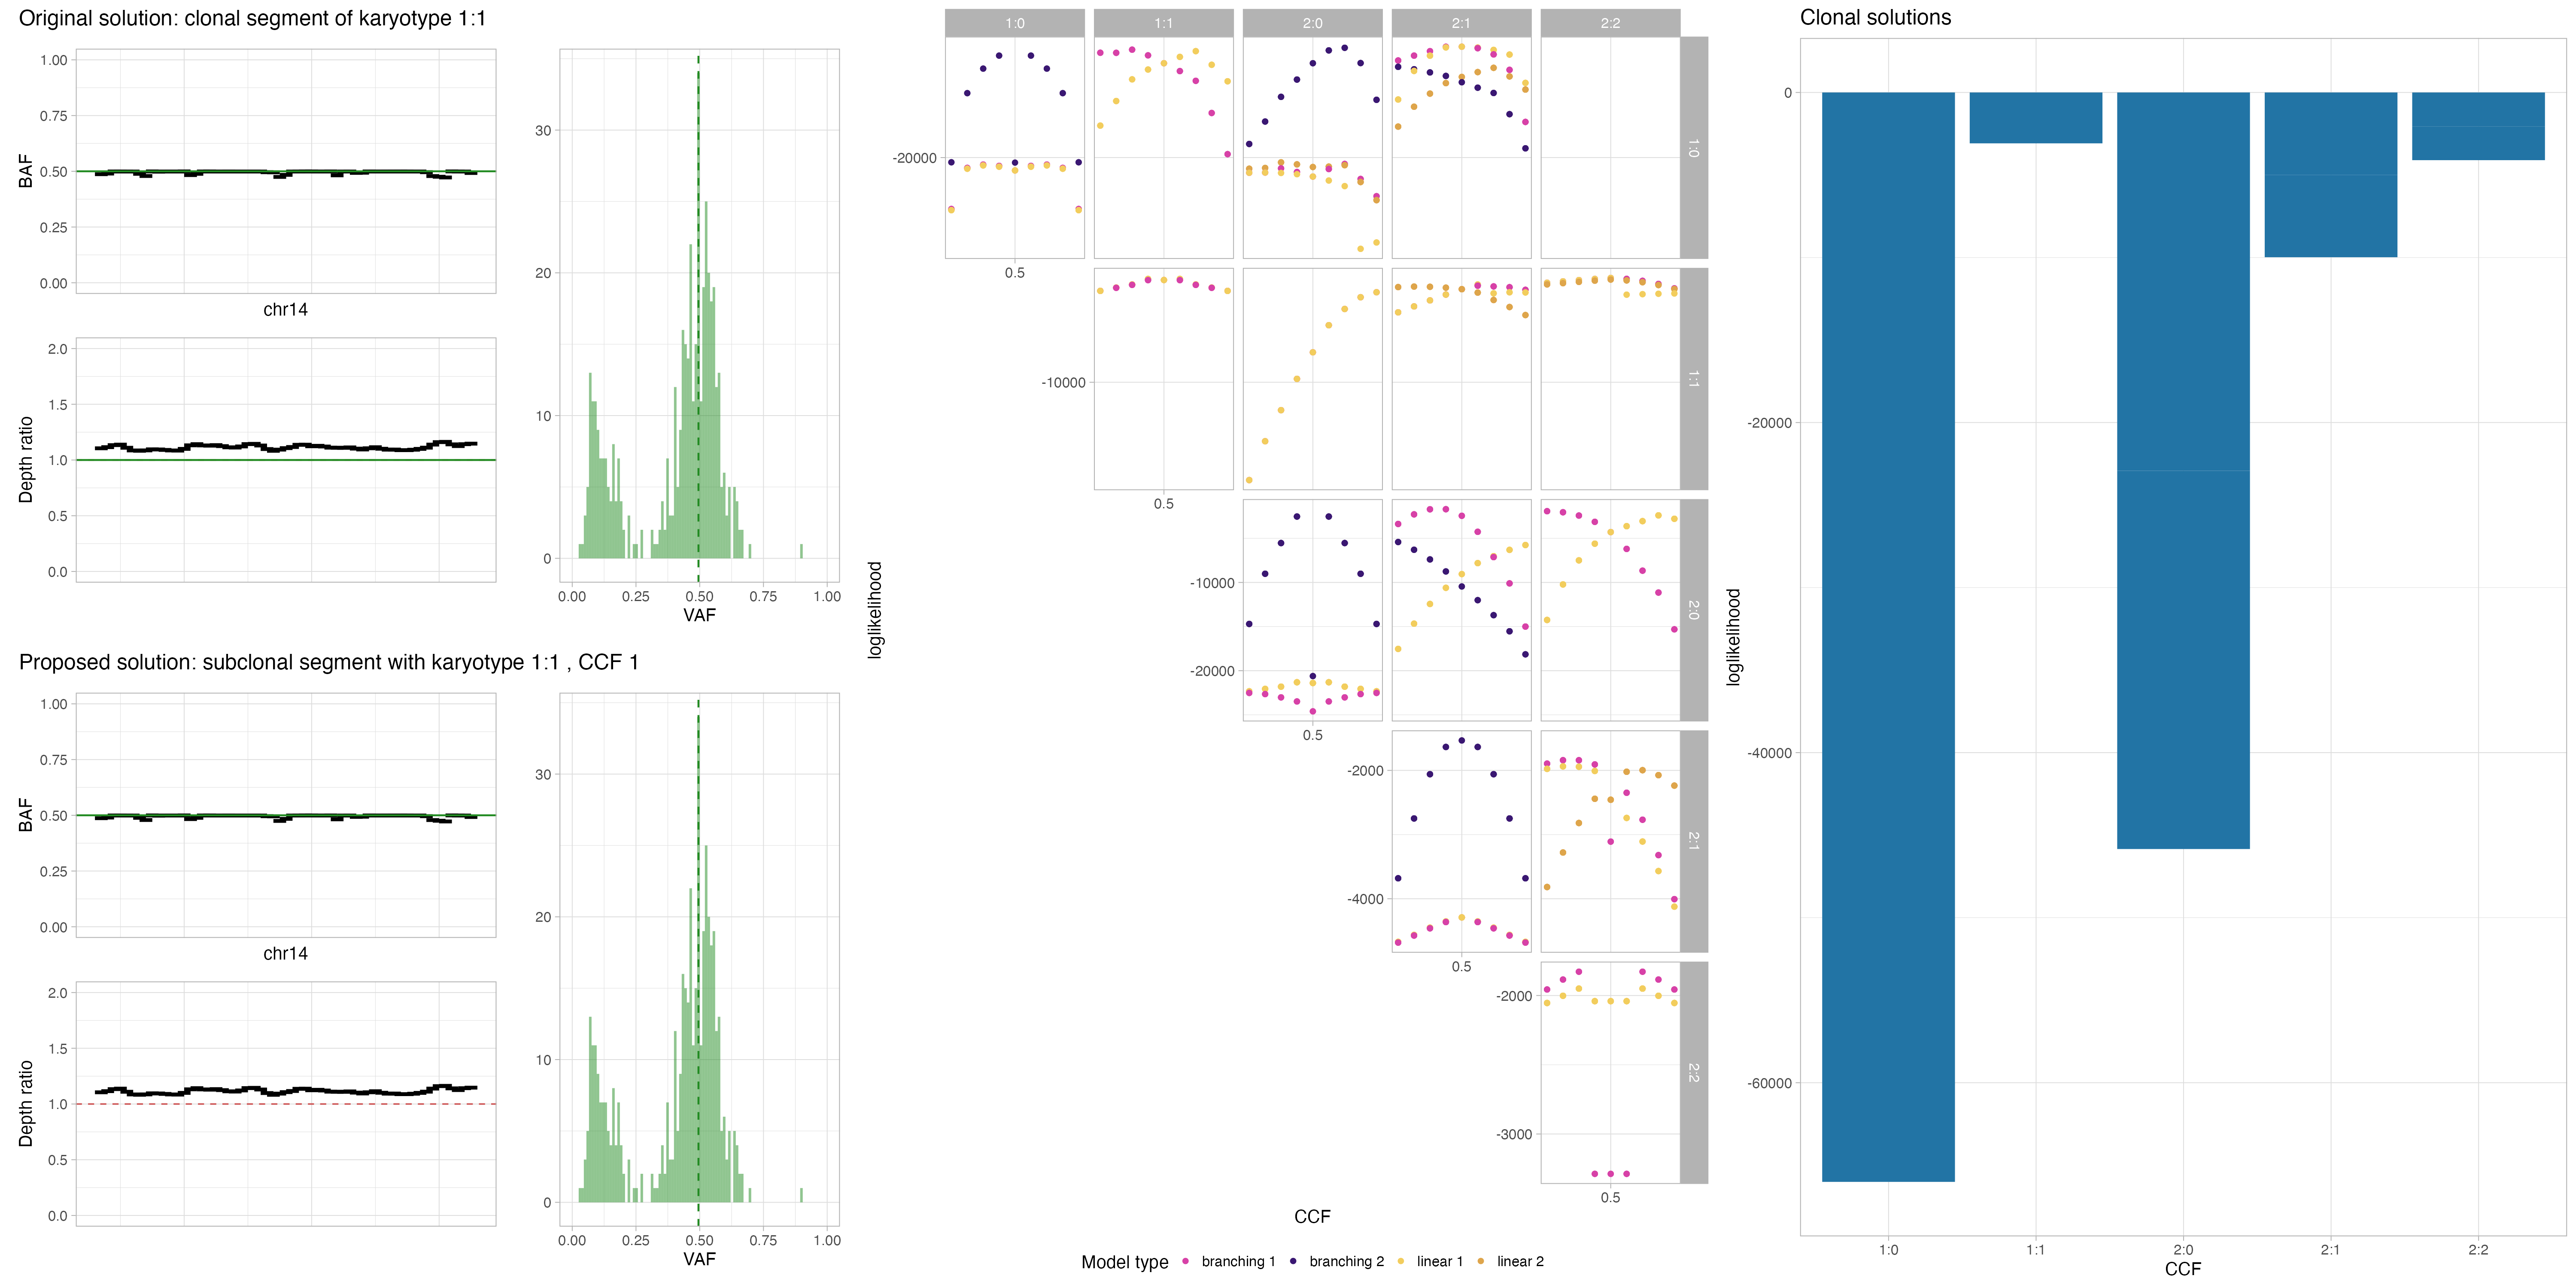 Original solution: clonal segment of karyotype 1:1
1.00
0.75
0.50
0.25
0.00
BAF
chr14
2.0
1.5
1.0
0.5
0.0
Depth ratio
30
20
10
0
0.00 0.25 0.50 0.75 1.00
VAF
Proposed solution: subclonal segment with karyotype 1:1 , CCF 1
1.00
0.75
0.50
0.25
0.00
BAF
chr14
2.0
1.5
1.0
0.5
0.0
Depth ratio
30
20
10
0
0.00 0.25 0.50 0.75 1.00
VAF
loglikelihood
1:0 1:1 2:0 2:1 2:2
-20000
1:0
0.5
-10000
1:1
0.5
-10000
-20000
2:0
0.5
-2000
-4000
2:1
0.5
-2000
-3000
2:2
0.5
CCF
Model type branching 1 branching 2 linear 1 linear 2
Clonal solutions
0
-20000
-40000
-60000
loglikelihood
1:0 1:1 2:0 2:1 2:2
CCF